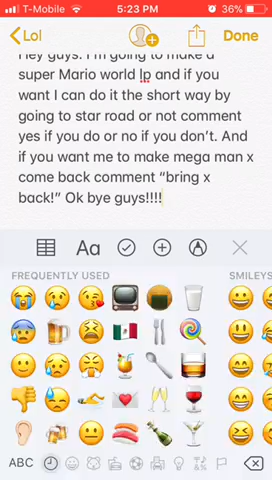 T-Mobile
5:23 PM
36%
Lol
Done
Hey guys. I'm going to make a
super Mario world lp and if you
want I can do it the short way by
going to star road or not comment
yes if you do or no if you don't. And
if you want me to make mega man x
come back comment "bring x
back!" Ok bye guys!!!!
Aa
FREQUENTLY USED
SMILEYS
ABC